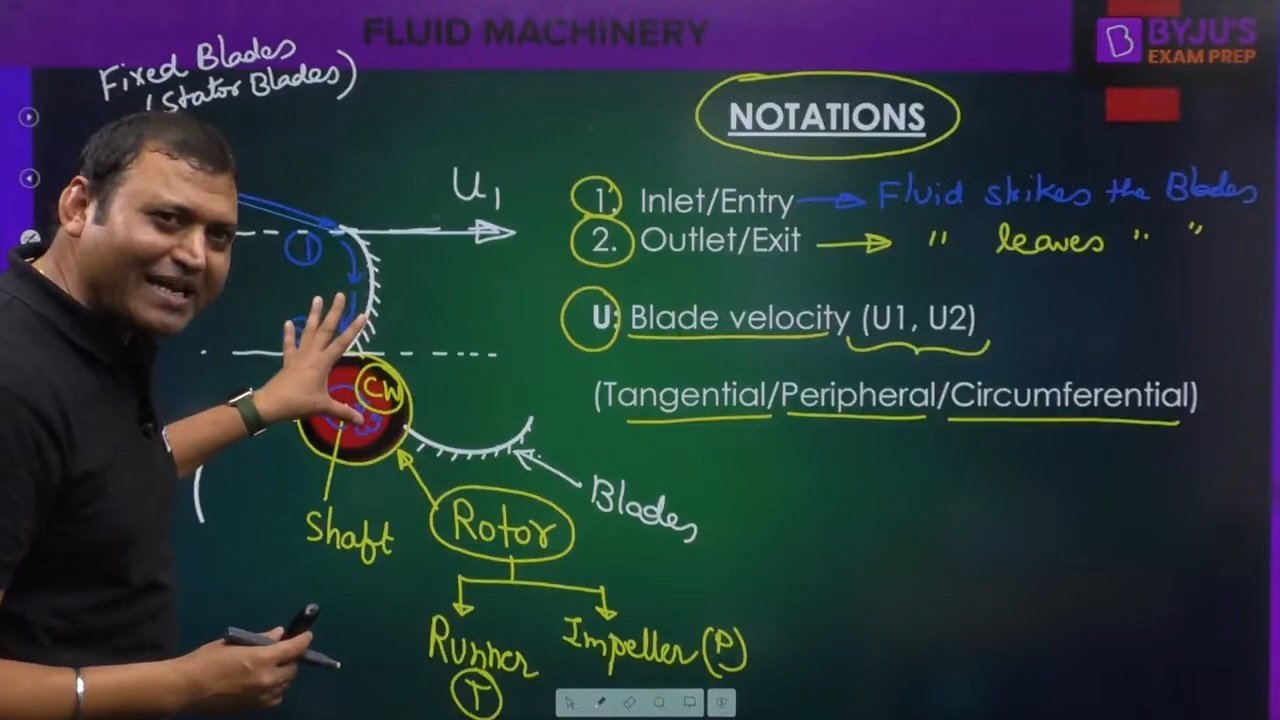 FLUID MACHINERY
BYJU'S
EXAM PREP
Fixed Blades
(Stator Blades)
NOTATIONS
U1
1. Inlet/Entry → Fluid strikes the Blades
2. Outlet/Exit → " leaves " "
1
U: Blade velocity (U1, U2)
(Tangential/Peripheral/Circumferential)
CW
Blades
Shaft
Rotor
Runner
T
Impeller (P)